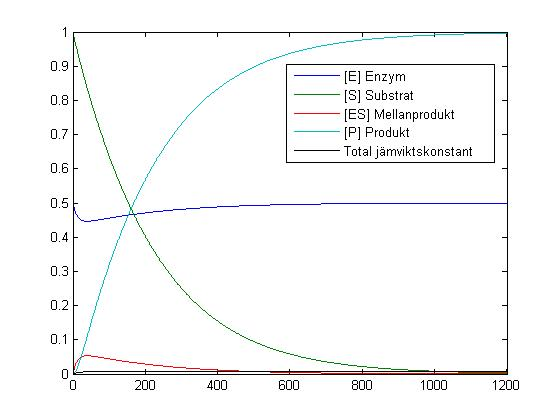 1
0.9
0.8
0.7
0.6
0.5
0.4
0.3
0.2
0.1
0
[E] Enzym
[S] Substrat
[ES] Mellanprodukt
[P] Produkt
Total jämviktskonstant
0 200 400 600 800 1000 1200